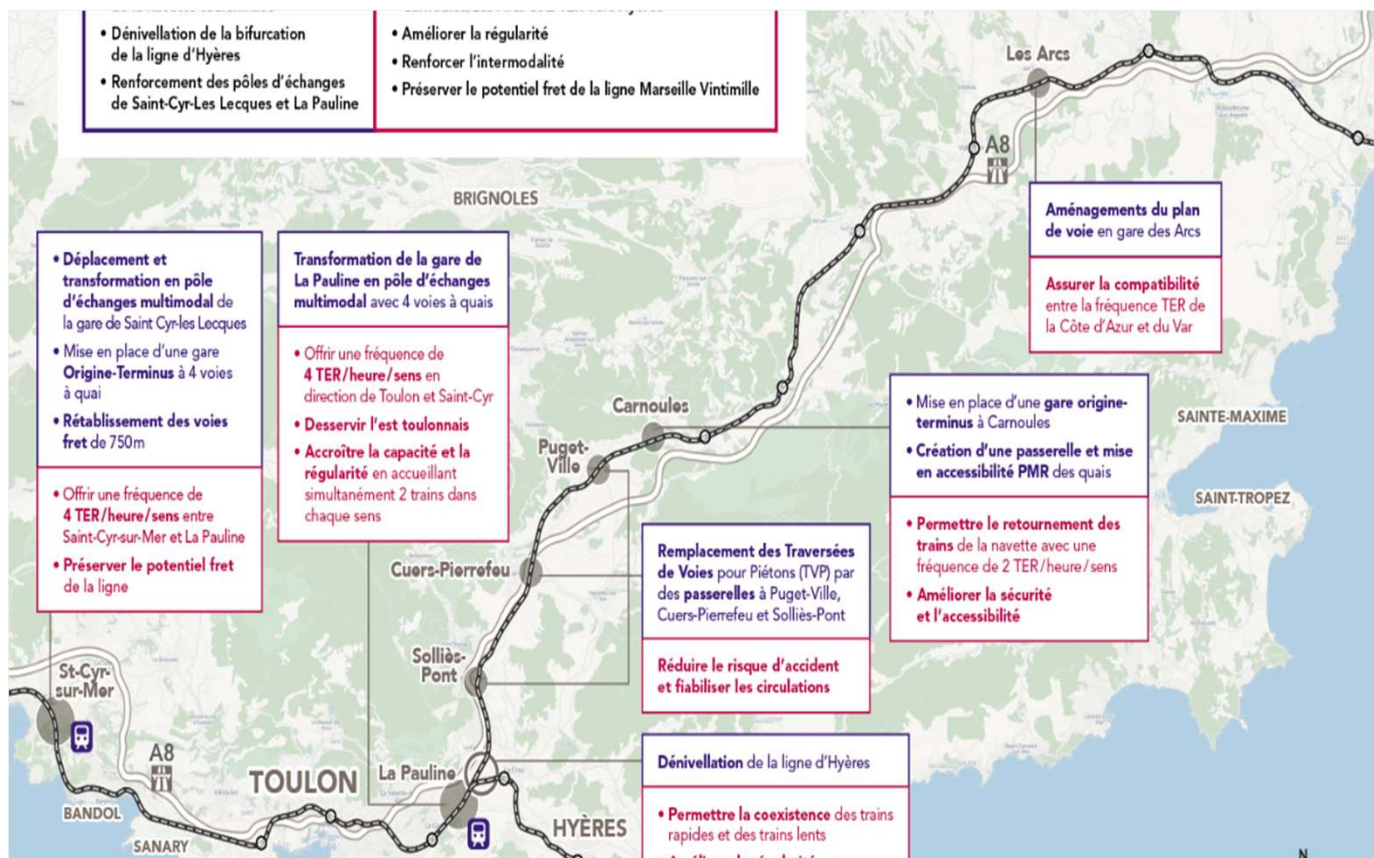 • Dénivellation de la bifurcation
de la ligne d'Hyères
• Renforcement des pôles d'échanges
de Saint-Cyr-Les Lecques et La Pauline
• Améliorer la régularité
• Renforcer l'intermodalité
• Préserver le potentiel fret de la ligne Marseille Vintimille
Les Arcs
A8
BRIGNOLES
Aménagements du plan
de voie en gare des Arcs
Assurer la compatibilité
entre la fréquence TER de
la Côte d'Azur et du Var
• Déplacement et
transformation en pôle
d'échanges multimodal de
la gare de Saint Cyr-les Lecques
• Mise en place d'une gare
Origine-Terminus à 4 voies
à quai
• Rétablissement des voies
fret de 750m
• Offrir une fréquence de
4 TER/heure/sens entre
Saint-Cyr-sur-Mer et La Pauline
• Préserver le potentiel fret
de la ligne
Transformation de la gare de
La Pauline en pôle d'échanges
multimodal avec 4 voies à quais
• Offrir une fréquence de
4 TER/heure/sens en
direction de Toulon et Saint-Cyr
• Desservir l'est toulonnais
• Accroître la capacité et la
régularité en accueillant
simultanément 2 trains dans
chaque sens
Carnoules
Puget-
Ville
• Mise en place d'une gare origine-
terminus à Carnoules
• Création d'une passerelle et mise
en accessibilité PMR des quais
• Permettre le retournement des
trains de la navette avec une
fréquence de 2 TER/heure/sens
• Améliorer la sécurité
et l'accessibilité
SAINTE-MAXIME
SAINT-TROPEZ
Cuers-Pierrefeu
Remplacement des Traversées
de Voies pour Piétons (TVP) par
des passerelles à Puget-Ville,
Cuers-Pierrefeu et Solliès-Pont
Réduire le risque d'accident
et fiabiliser les circulations
Solliès-
Pont
St-Cyr-
sur-Mer
A8
TOULON
La Pauline
BANDOL
SANARY
HYÈRES
Dénivellation de la ligne d'Hyères
• Permettre la coexistence des trains
rapides et des trains lents
N